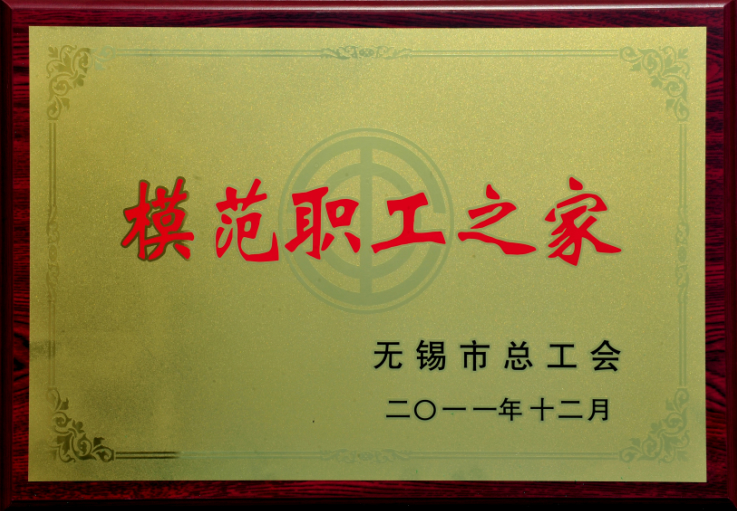 模范职工之家
无锡市总工会
二〇一一年十二月